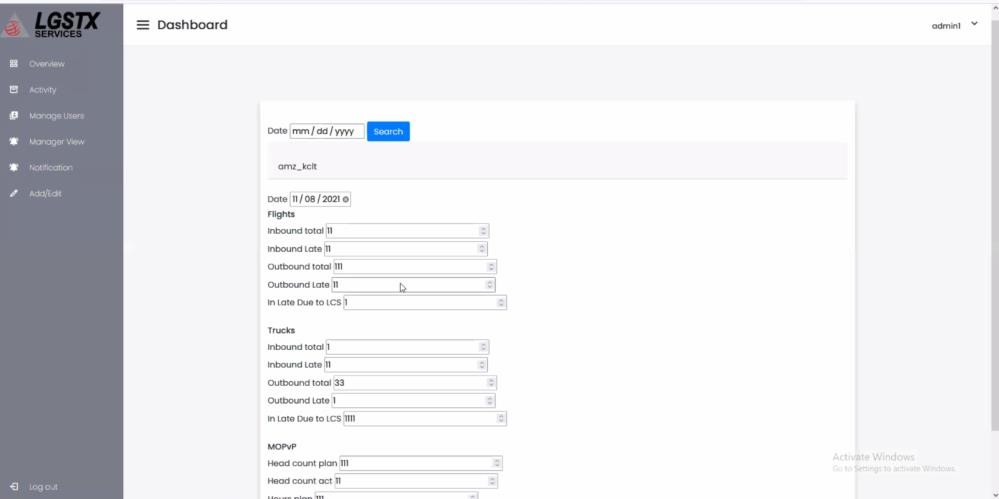 LGSTX
SERVICES
Dashboard
admin1
Overview
Activity
Manage Users
Manager View
Notification
Add/Edit
Log out
Date mm / dd / yyyy Search
amz_kclt
Date 11 / 08 / 2021
Flights
Inbound total 11
Inbound Late 11
Outbound total 111
Outbound Late 11
In Late Due to LCS 1
Trucks
Inbound total 1
Inbound Late 11
Outbound total 33
Outbound Late 1
In Late Due to LCS 1111
MOPvP
Head count plan 111
Head count act 11
Hours plan 111
Activate Windows
Go to Settings to activate Windows.